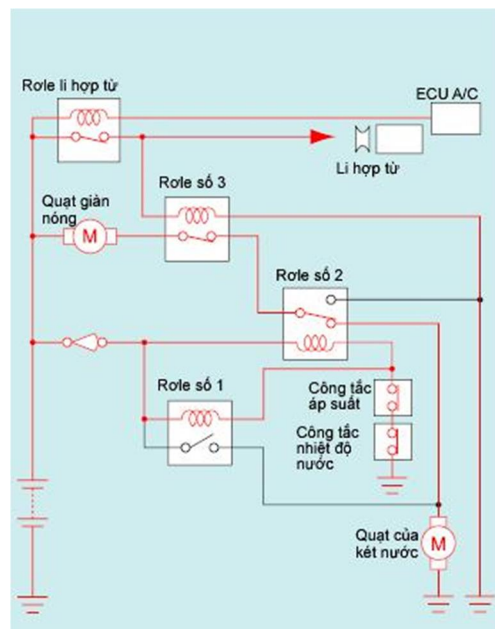 Rơle li hợp từ
ECU A/C
Li hợp từ
Rơle số 3
Quạt giàn
nóng
M
Rơle số 2
Rơle số 1
Công tắc
áp suất
Công tắc
nhiệt độ
nước
Quạt của
két nước
M